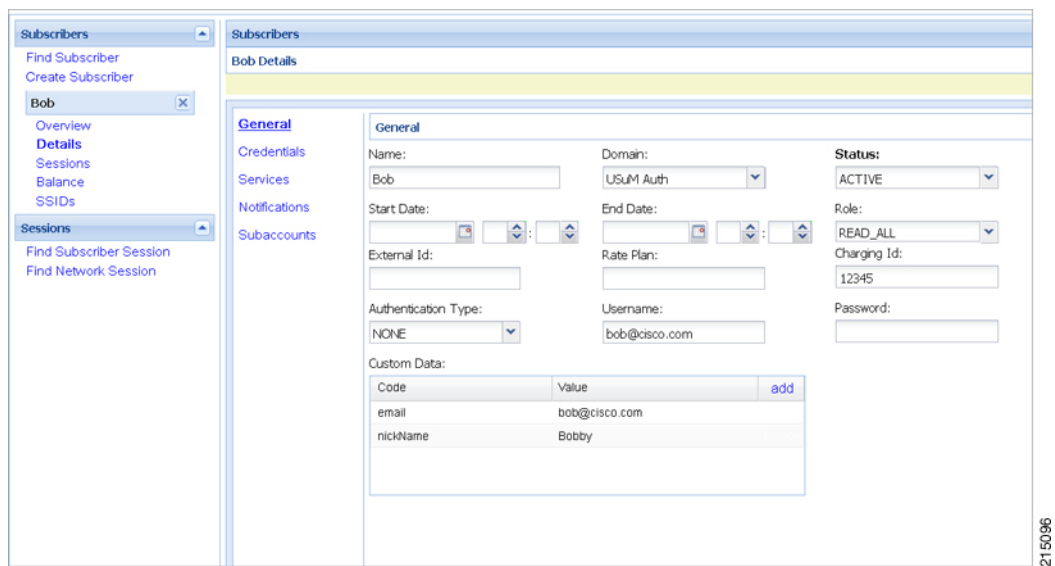 Subscribers
Find Subscriber
Create Subscriber
Bob
Overview
Details
Sessions
Balance
SSIDs
Sessions
Find Subscriber Session
Find Network Session
Subscribers
Bob Details
General
Credentials
Services
Notifications
Subaccounts
General
Name: Domain: Status:
Bob USuM Auth ACTIVE
Start Date: End Date: Role:
: : READ_ALL
External Id: Rate Plan: Charging Id:
12345
Authentication Type: Username: Password:
NONE bob@cisco.com
Custom Data:
Code Value add
email bob@cisco.com
nickName Bobby
215096